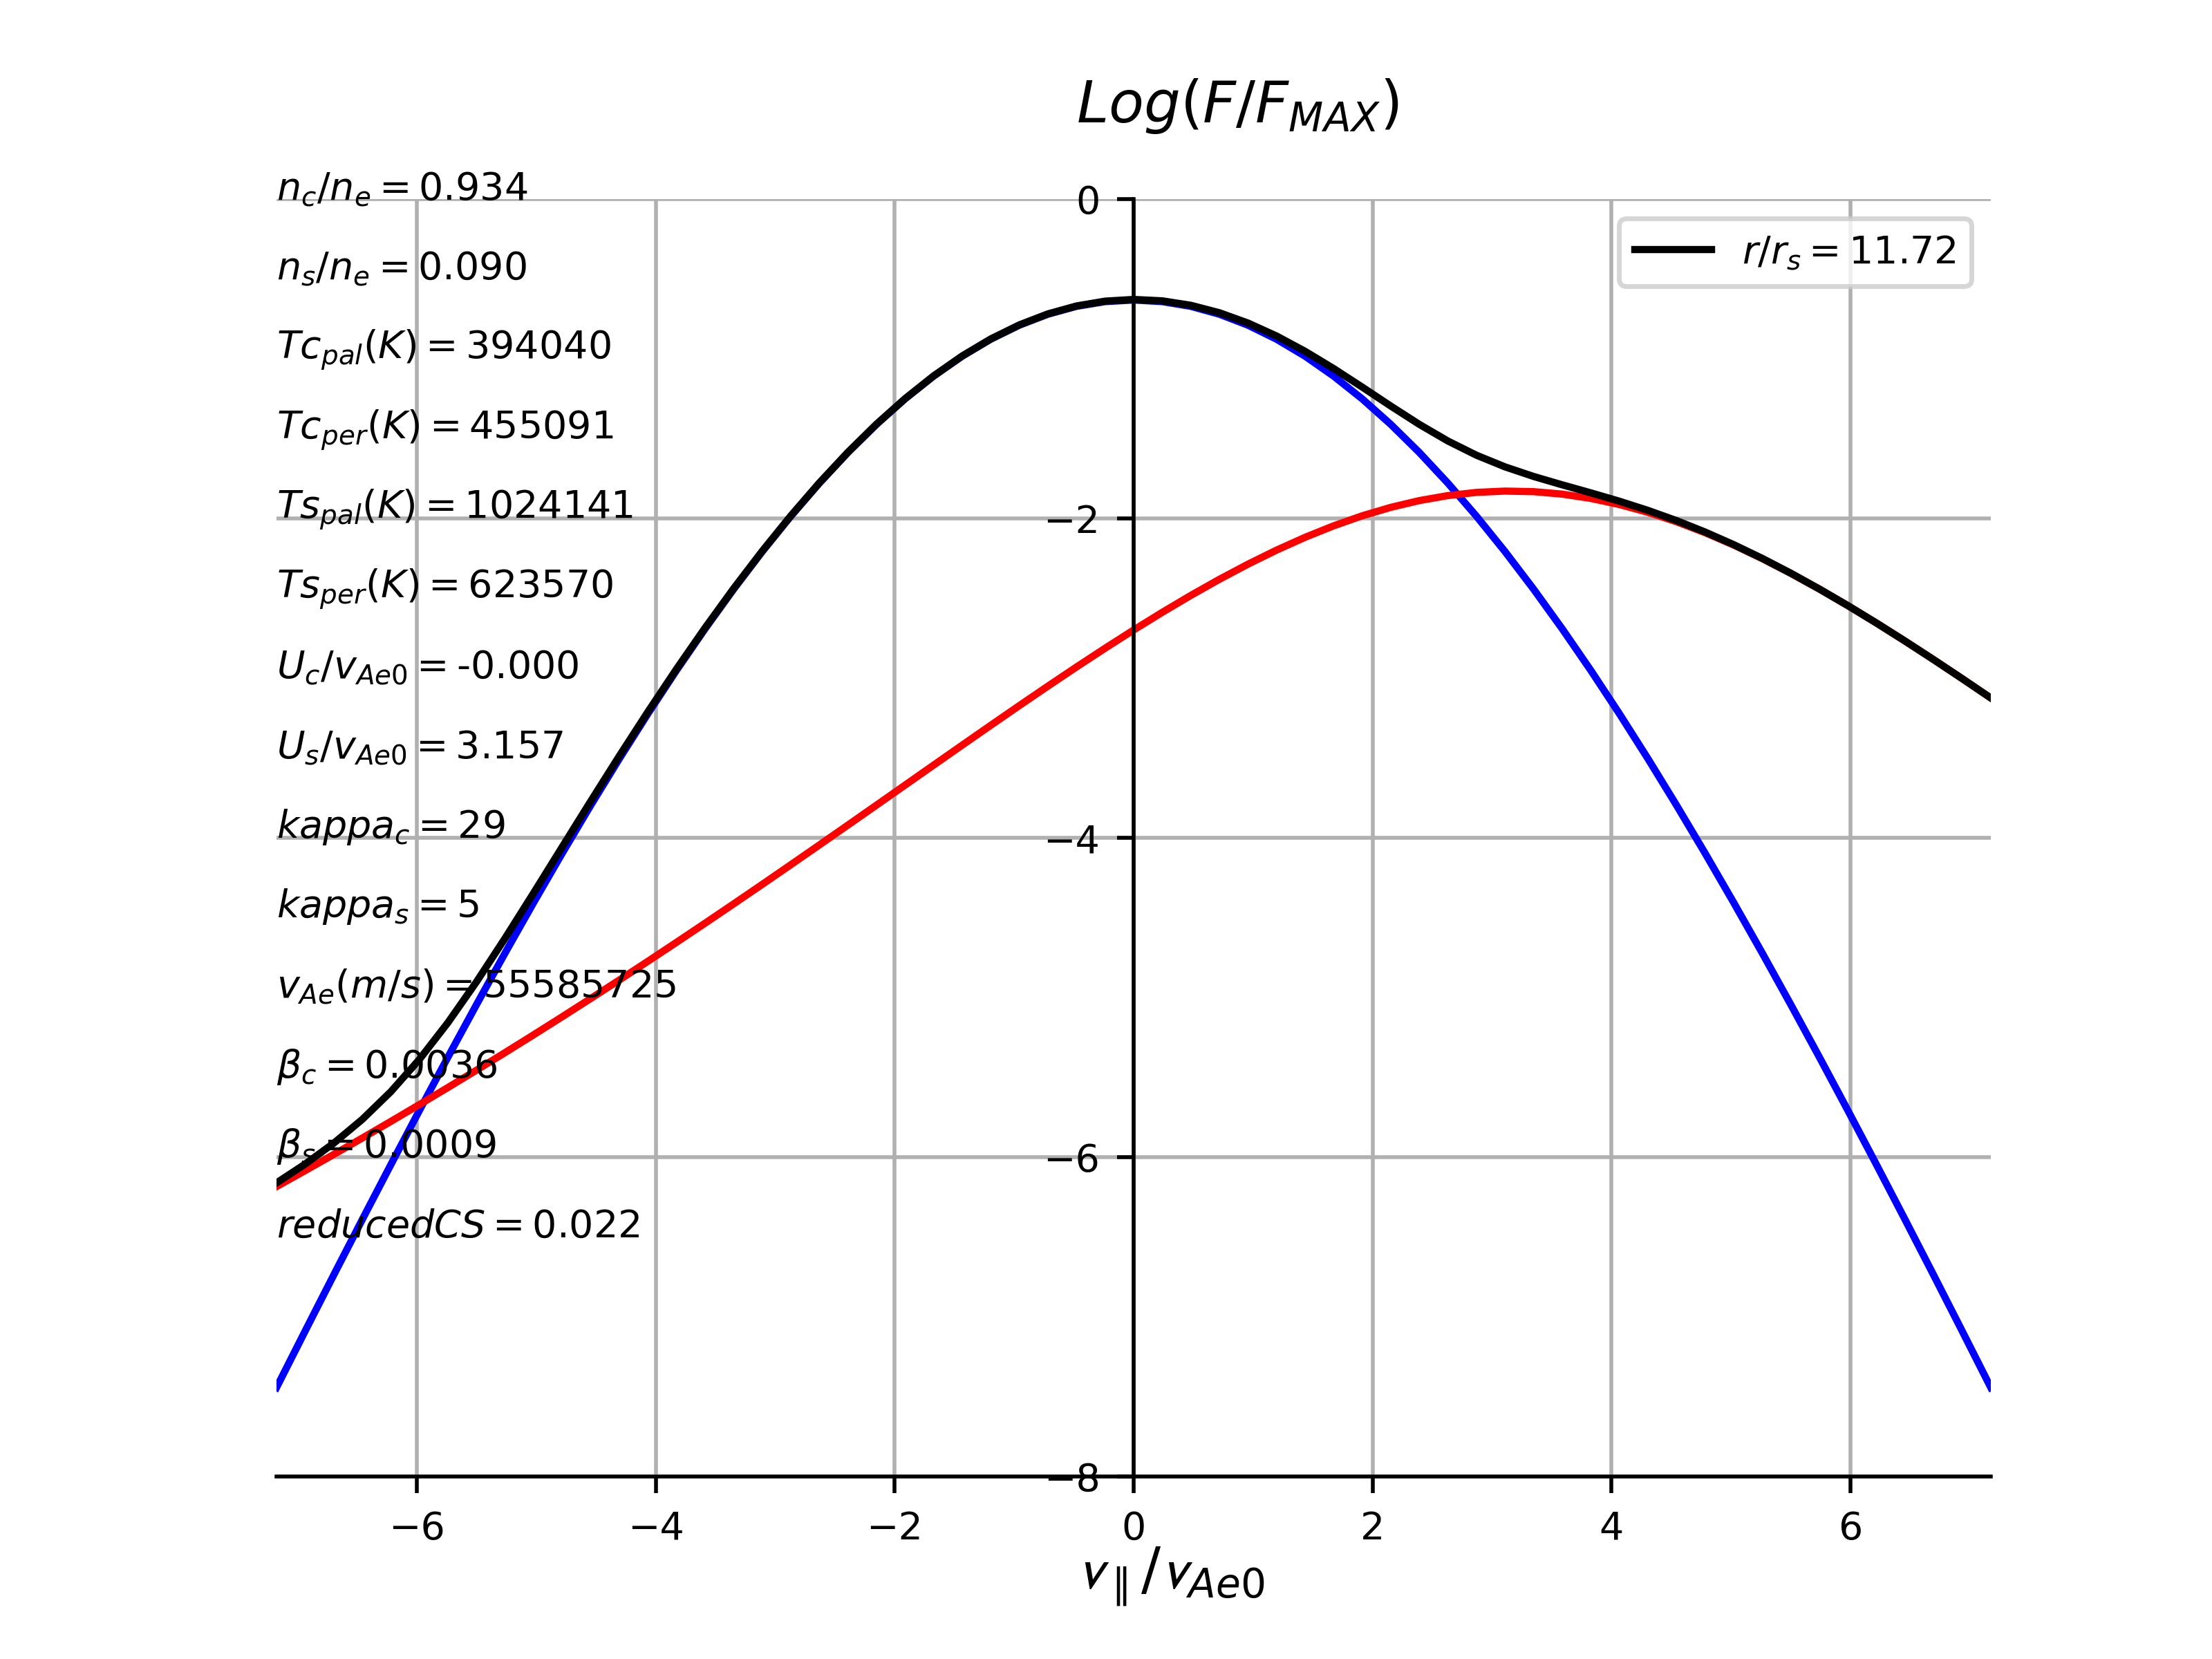 Log(F/F_MAX)
n_c/n_e = 0.934
n_s/n_e = 0.090
Tc_pal(K) = 394040
Tc_per(K) = 455091
Ts_pal(K) = 1024141
Ts_per(K) = 623570
U_c/v_Ae0 = -0.000
U_s/v_Ae0 = 3.157
kappa_c = 29
kappa_s = 5
v_Ae(m/s) = 55585725
β_c = 0.0036
β_s = 0.0009
reducedCS = 0.022
r/r_s = 11.72
0
−2
−4
−6
−8
−6 −4 −2 0 2 4 6
v_∥/v_Ae0